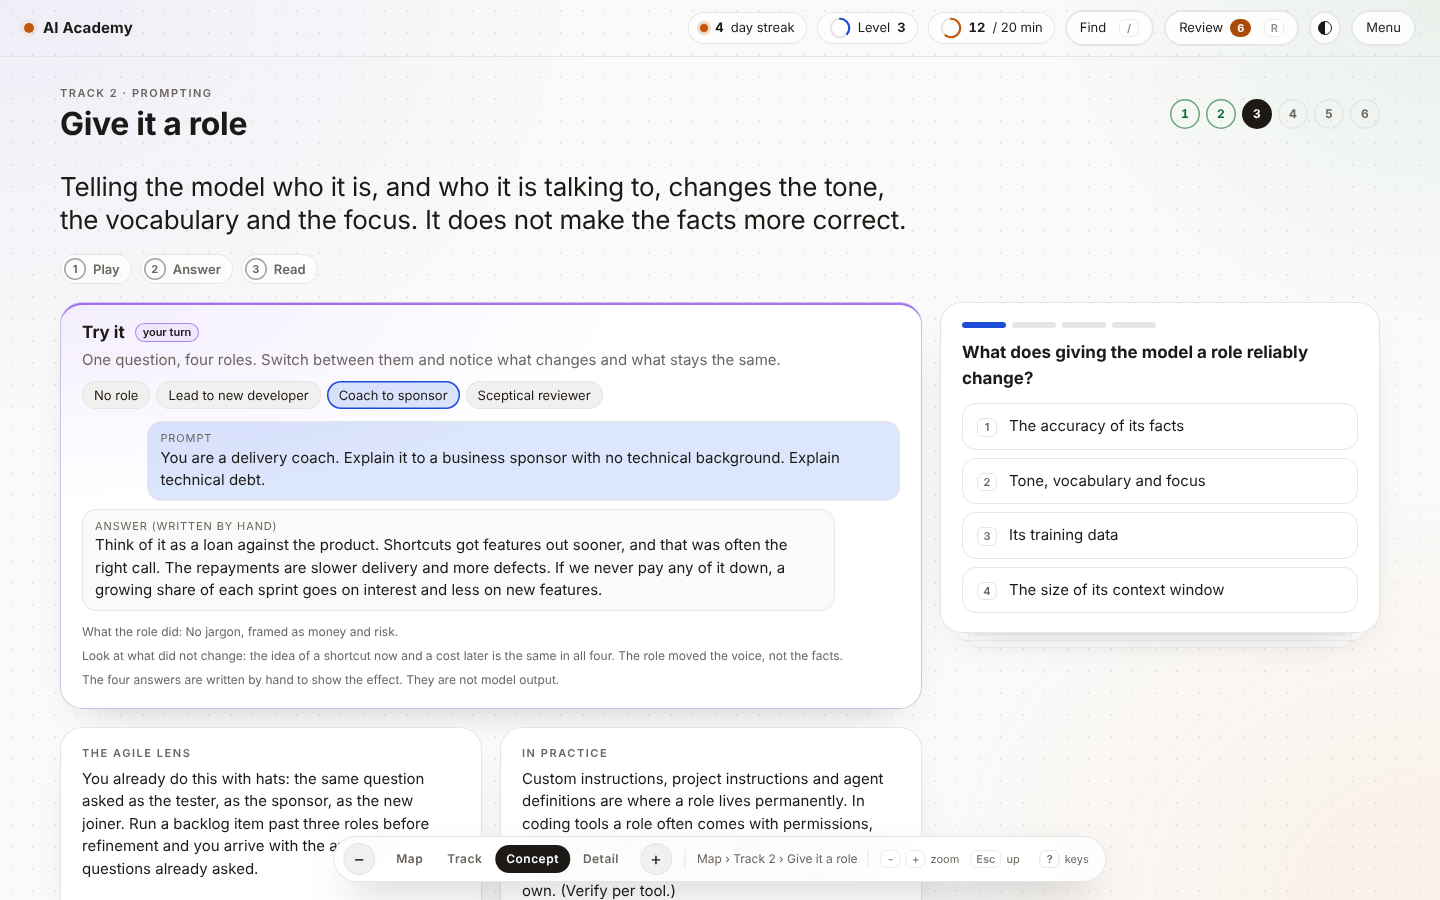 AI Academy
4 day streak
Level 3
12 / 20 min
Find /
Review 6 R
Menu
TRACK 2 · PROMPTING
Give it a role
1 2 3 4 5 6
Telling the model who it is, and who it is talking to, changes the tone,
the vocabulary and the focus. It does not make the facts more correct.
1 Play
2 Answer
3 Read
Try it your turn
One question, four roles. Switch between them and notice what changes and what stays the same.
No role
Lead to new developer
Coach to sponsor
Sceptical reviewer
PROMPT
You are a delivery coach. Explain it to a business sponsor with no technical background. Explain
technical debt.
ANSWER (WRITTEN BY HAND)
Think of it as a loan against the product. Shortcuts got features out sooner, and that was often the
right call. The repayments are slower delivery and more defects. If we never pay any of it down, a
growing share of each sprint goes on interest and less on new features.
What the role did: No jargon, framed as money and risk.
Look at what did not change: the idea of a shortcut now and a cost later is the same in all four. The role moved the voice, not the facts.
The four answers are written by hand to show the effect. They are not model output.
What does giving the model a role reliably
change?
1 The accuracy of its facts
2 Tone, vocabulary and focus
3 Its training data
4 The size of its context window
THE AGILE LENS
You already do this with hats: the same question
asked as the tester, as the sponsor, as the new
joiner. Run a backlog item past three roles before
refinement and you arrive with the
questions already asked.
IN PRACTICE
Custom instructions, project instructions and agent
definitions are where a role lives permanently. In
coding tools a role often comes with permissions,
own. (Verify per tool.)
− Map Track Concept Detail +
Map › Track 2 › Give it a role
- + zoom Esc up ? keys